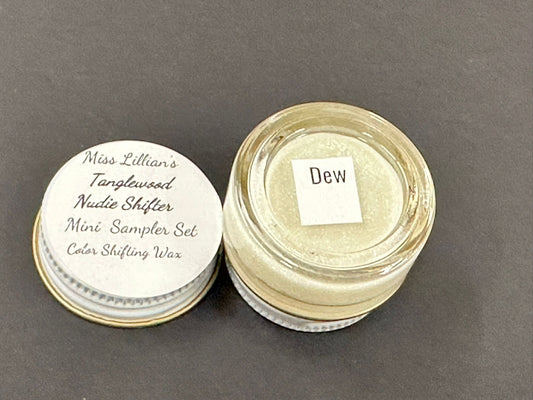 Miss Lillian's
Tanglewood
Nudie Shifter
Mini Sampler Set
Color Shifting Wax
Dew